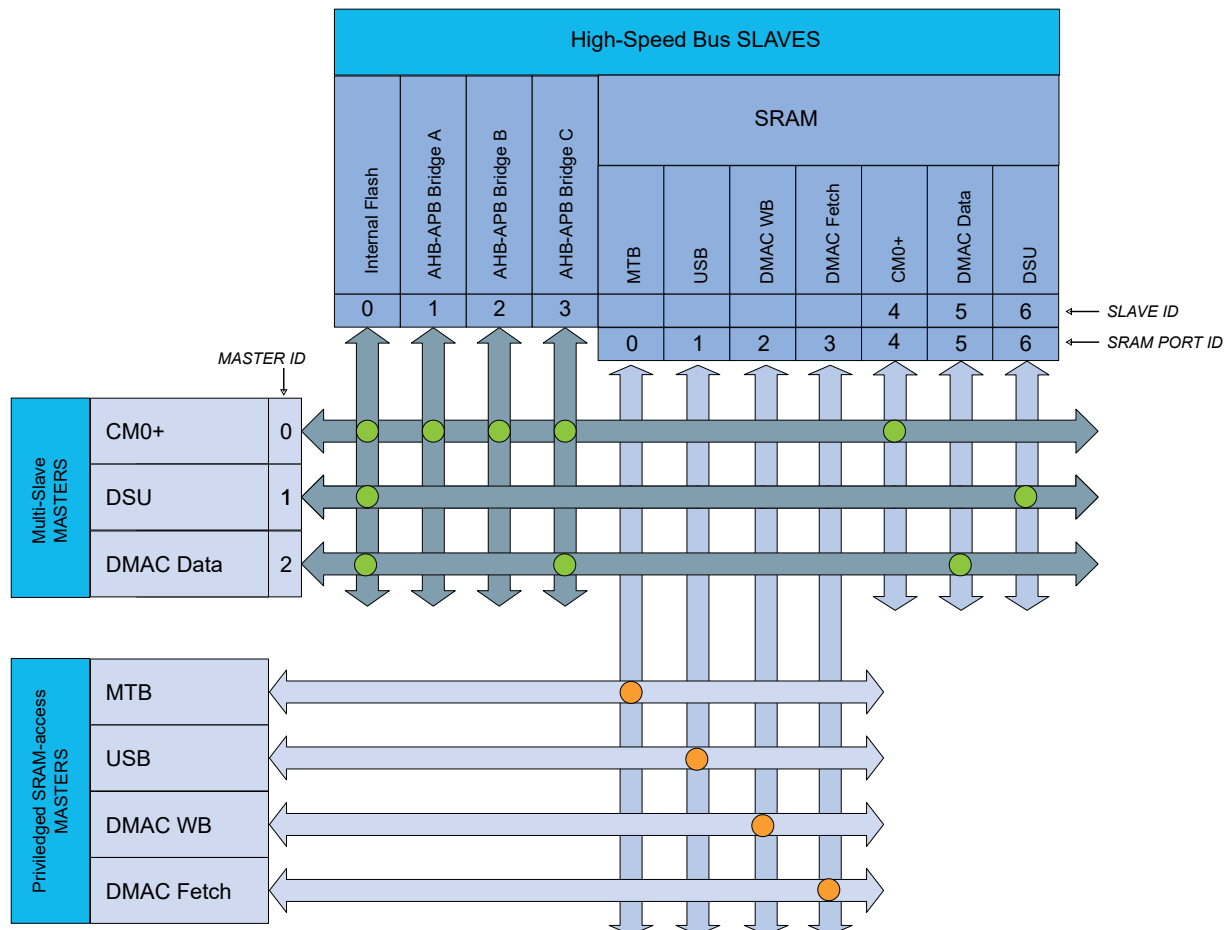 High-Speed Bus SLAVES
SRAM
Internal Flash
AHB-APB Bridge A
AHB-APB Bridge B
AHB-APB Bridge C
MTB
USB
DMAC WB
DMAC Fetch
CM0+
DMAC Data
DSU
0 1 2 3 4 5 6 SLAVE ID
0 1 2 3 4 5 6 SRAM PORT ID
MASTER ID
Multi-Slave
MASTERS
CM0+ 0
DSU 1
DMAC Data 2
Priviledged SRAM-access
MASTERS
MTB
USB
DMAC WB
DMAC Fetch